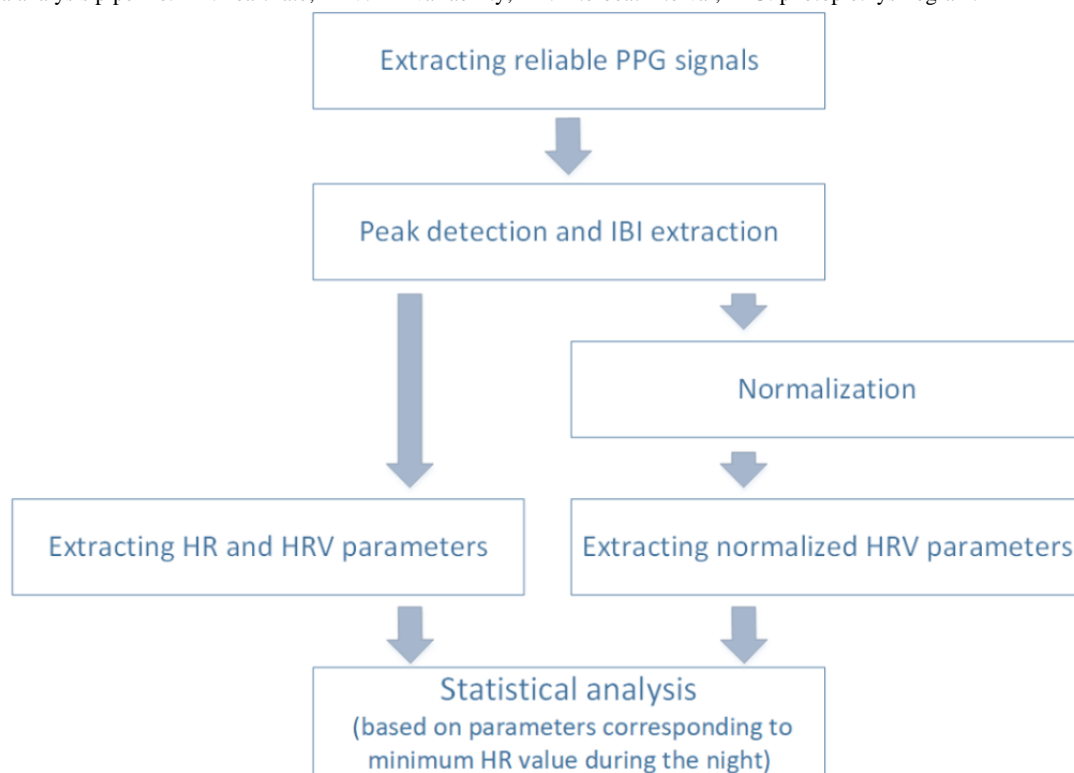 Extracting reliable PPG signals
Peak detection and IBI extraction
Normalization
Extracting HR and HRV parameters
Extracting normalized HRV parameters
Statistical analysis
(based on parameters corresponding to
minimum HR value during the night)